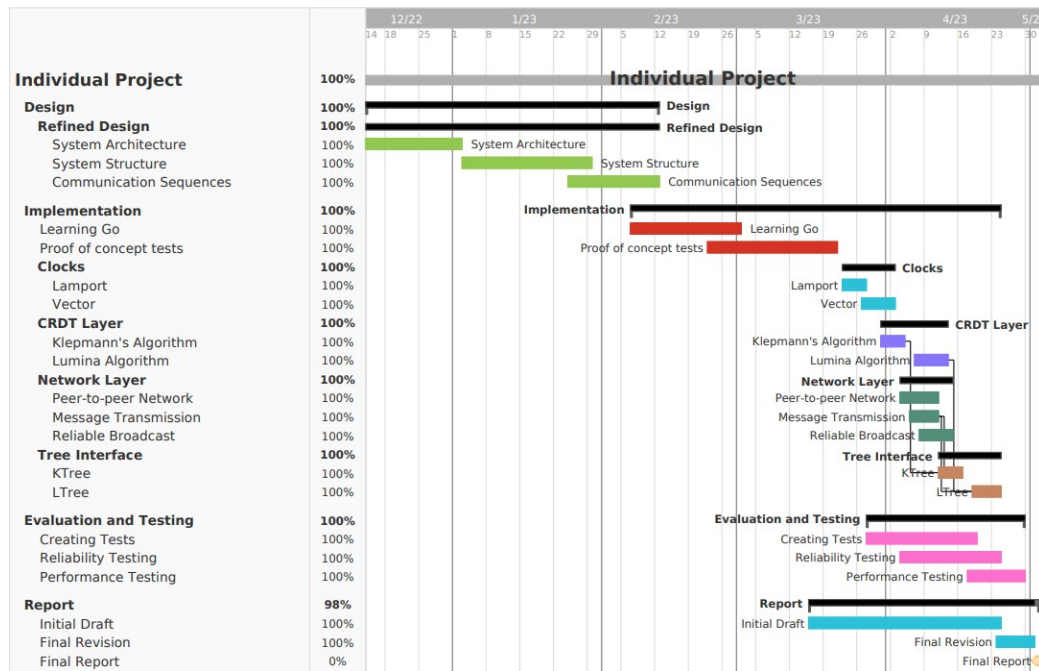 12/22 1/23 2/23 3/23 4/23 5/2
14 18 25 1 8 15 22 29 5 12 19 26 5 12 19 26 2 9 16 23 30
Individual Project 100% Individual Project
Design 100% Design
Refined Design 100% Refined Design
System Architecture 100% System Architecture
System Structure 100% System Structure
Communication Sequences 100% Communication Sequences
Implementation 100% Implementation
Learning Go 100% Learning Go
Proof of concept tests 100% Proof of concept tests
Clocks 100% Clocks
Lamport 100% Lamport
Vector 100% Vector
CRDT Layer 100% CRDT Layer
Klepmann's Algorithm 100% Klepmann's Algorithm
Lumina Algorithm 100% Lumina Algorithm
Network Layer 100% Network Layer
Peer-to-peer Network 100% Peer-to-peer Network
Message Transmission 100% Message Transmission
Reliable Broadcast 100% Reliable Broadcast
Tree Interface 100% Tree Interface
KTree 100% KTree
LTree 100% LTree
Evaluation and Testing 100% Evaluation and Testing
Creating Tests 100% Creating Tests
Reliability Testing 100% Reliability Testing
Performance Testing 100% Performance Testing
Report 98% Report
Initial Draft 100% Initial Draft
Final Revision 100% Final Revision
Final Report 0% Final Report